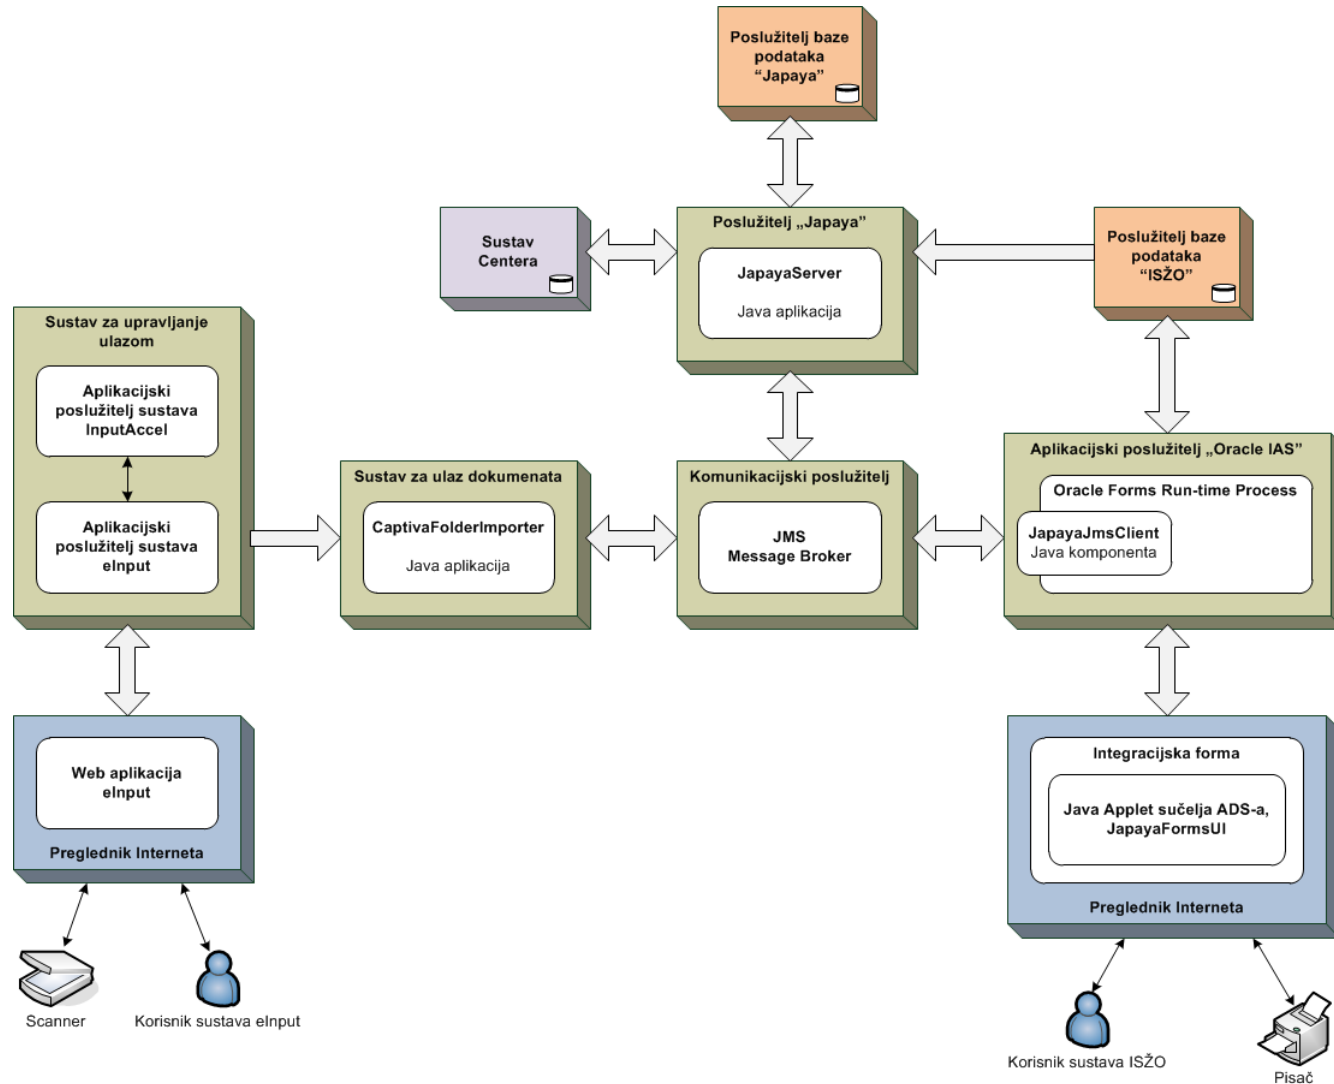 Poslužitelj baze
podataka
“Japaya”
Sustav
Centera
Poslužitelj „Japaya”
JapayaServer
Java aplikacija
Poslužitelj baze
podataka
“ISŽO”
Sustav za upravljanje
ulazom
Aplikacijski
poslužitelj sustava
InputAccel
Aplikacijski
poslužitelj sustava
eInput
Sustav za ulaz dokumenata
CaptivaFolderImporter
Java aplikacija
Komunikacijski poslužitelj
JMS
Message Broker
Aplikacijski poslužitelj „Oracle IAS”
Oracle Forms Run-time Process
JapayaJmsClient
Java komponenta
Web aplikacija
eInput
Preglednik Interneta
Integracijska forma
Java Applet sučelja ADS-a,
JapayaFormsUI
Preglednik Interneta
Scanner
Korisnik sustava eInput
Korisnik sustava ISŽO
Pisač